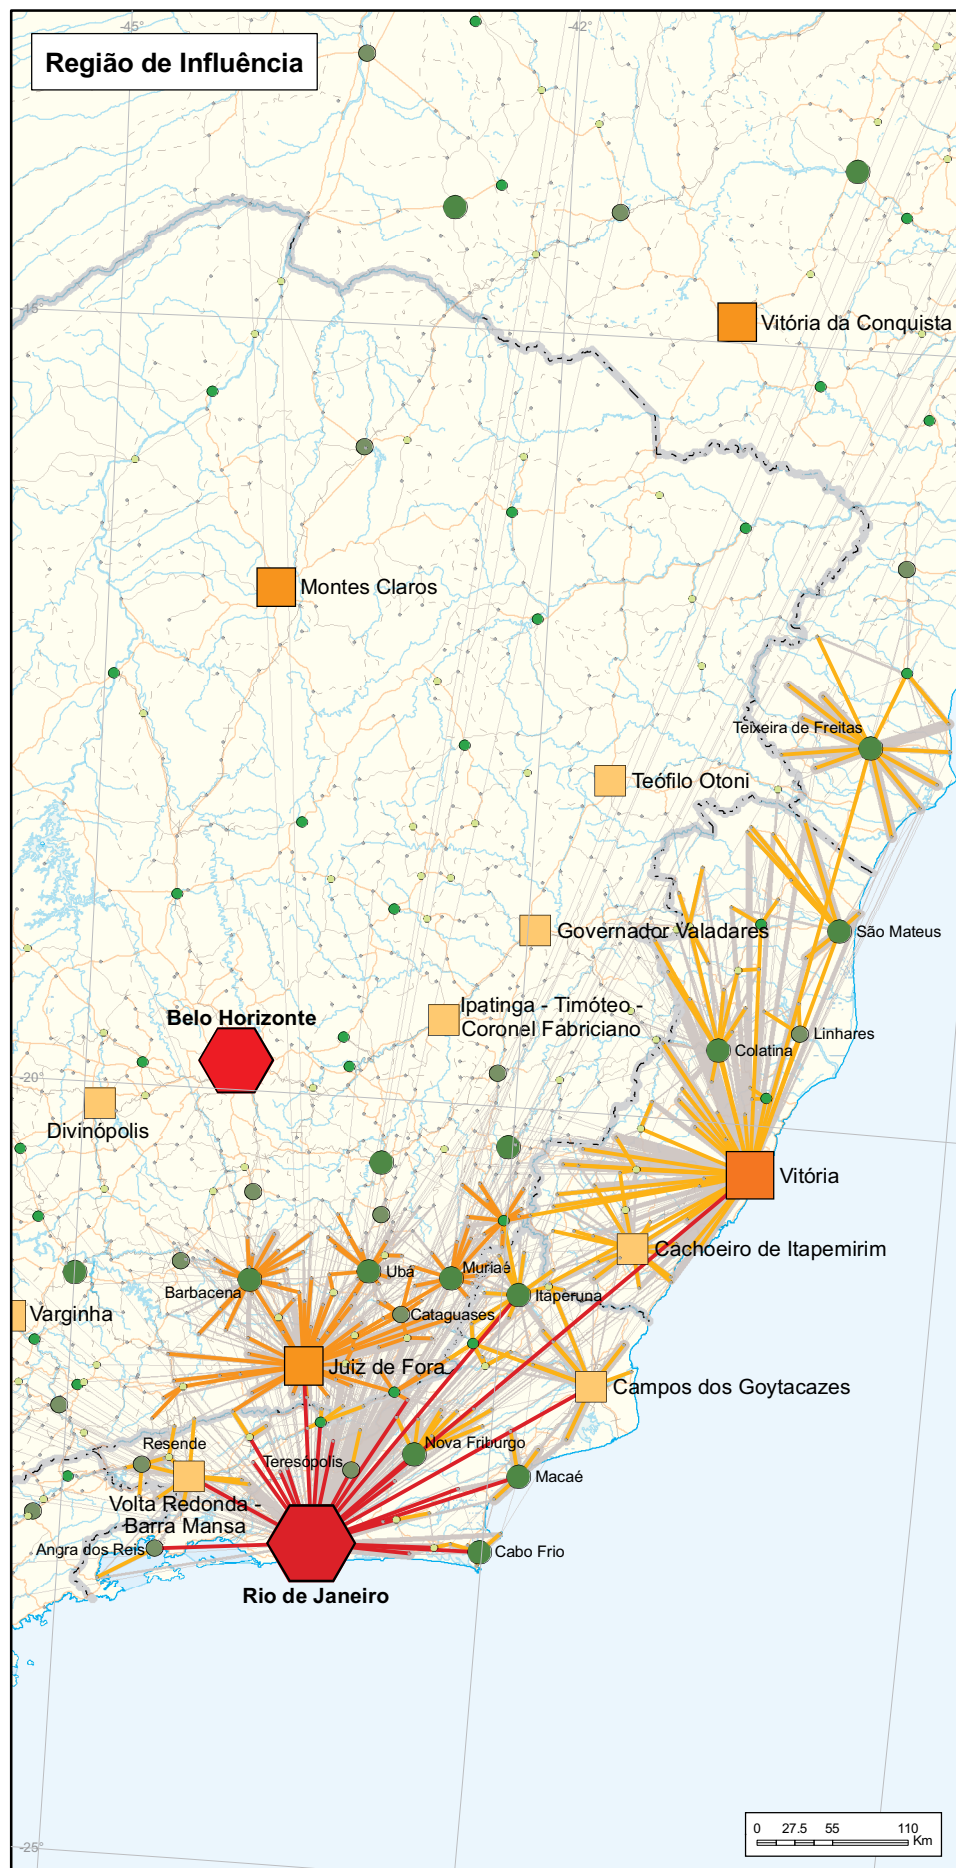 -45°
-42°
Região de Influência
-15°
Vitória da Conquista
Montes Claros
Teixeira de Freitas
Teófilo Otoni
Governador Valadares
São Mateus
Ipatinga - Timóteo -
Coronel Fabriciano
Belo Horizonte
Linhares
Colatina
-20°
Divinópolis
Vitória
Cachoeiro de Itapemirim
Ubá
Muriaé
Barbacena
Itaperuna
Cataguases
Varginha
Juiz de Fora
Campos dos Goytacazes
Resende
Nova Friburgo
Teresópolis
Macaé
Volta Redonda -
Barra Mansa
Angra dos Reis
Cabo Frio
Rio de Janeiro
0 27.5 55 110
Km
-25°